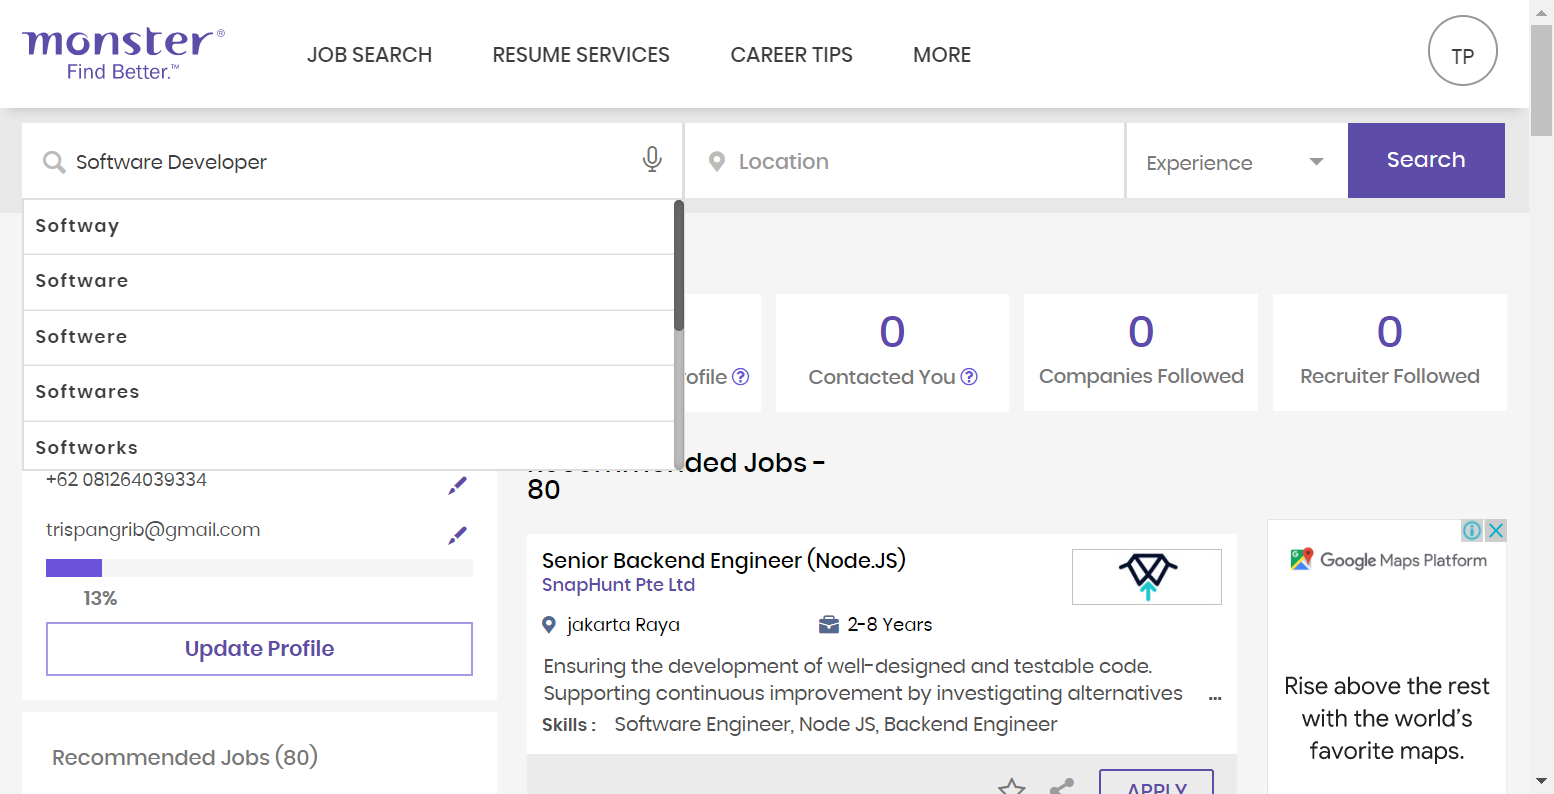 monster®
Find Better.™
JOB SEARCH
RESUME SERVICES
CAREER TIPS
MORE
TP
Software Developer
Location
Experience
Search
Softway
Software
Softwere
Softwares
Softworks
ofile ?
0
Contacted You ?
0
Companies Followed
0
Recruiter Followed
+62 081264039334
trispangrib@gmail.com
13%
Update Profile
Recommended Jobs (80)
Recommended Jobs -
80
Senior Backend Engineer (Node.JS)
SnapHunt Pte Ltd
jakarta Raya
2-8 Years
Ensuring the development of well-designed and testable code.
Supporting continuous improvement by investigating alternatives ...
Skills : Software Engineer, Node JS, Backend Engineer
APPLY
Google Maps Platform
Rise above the rest
with the world's
favorite maps.